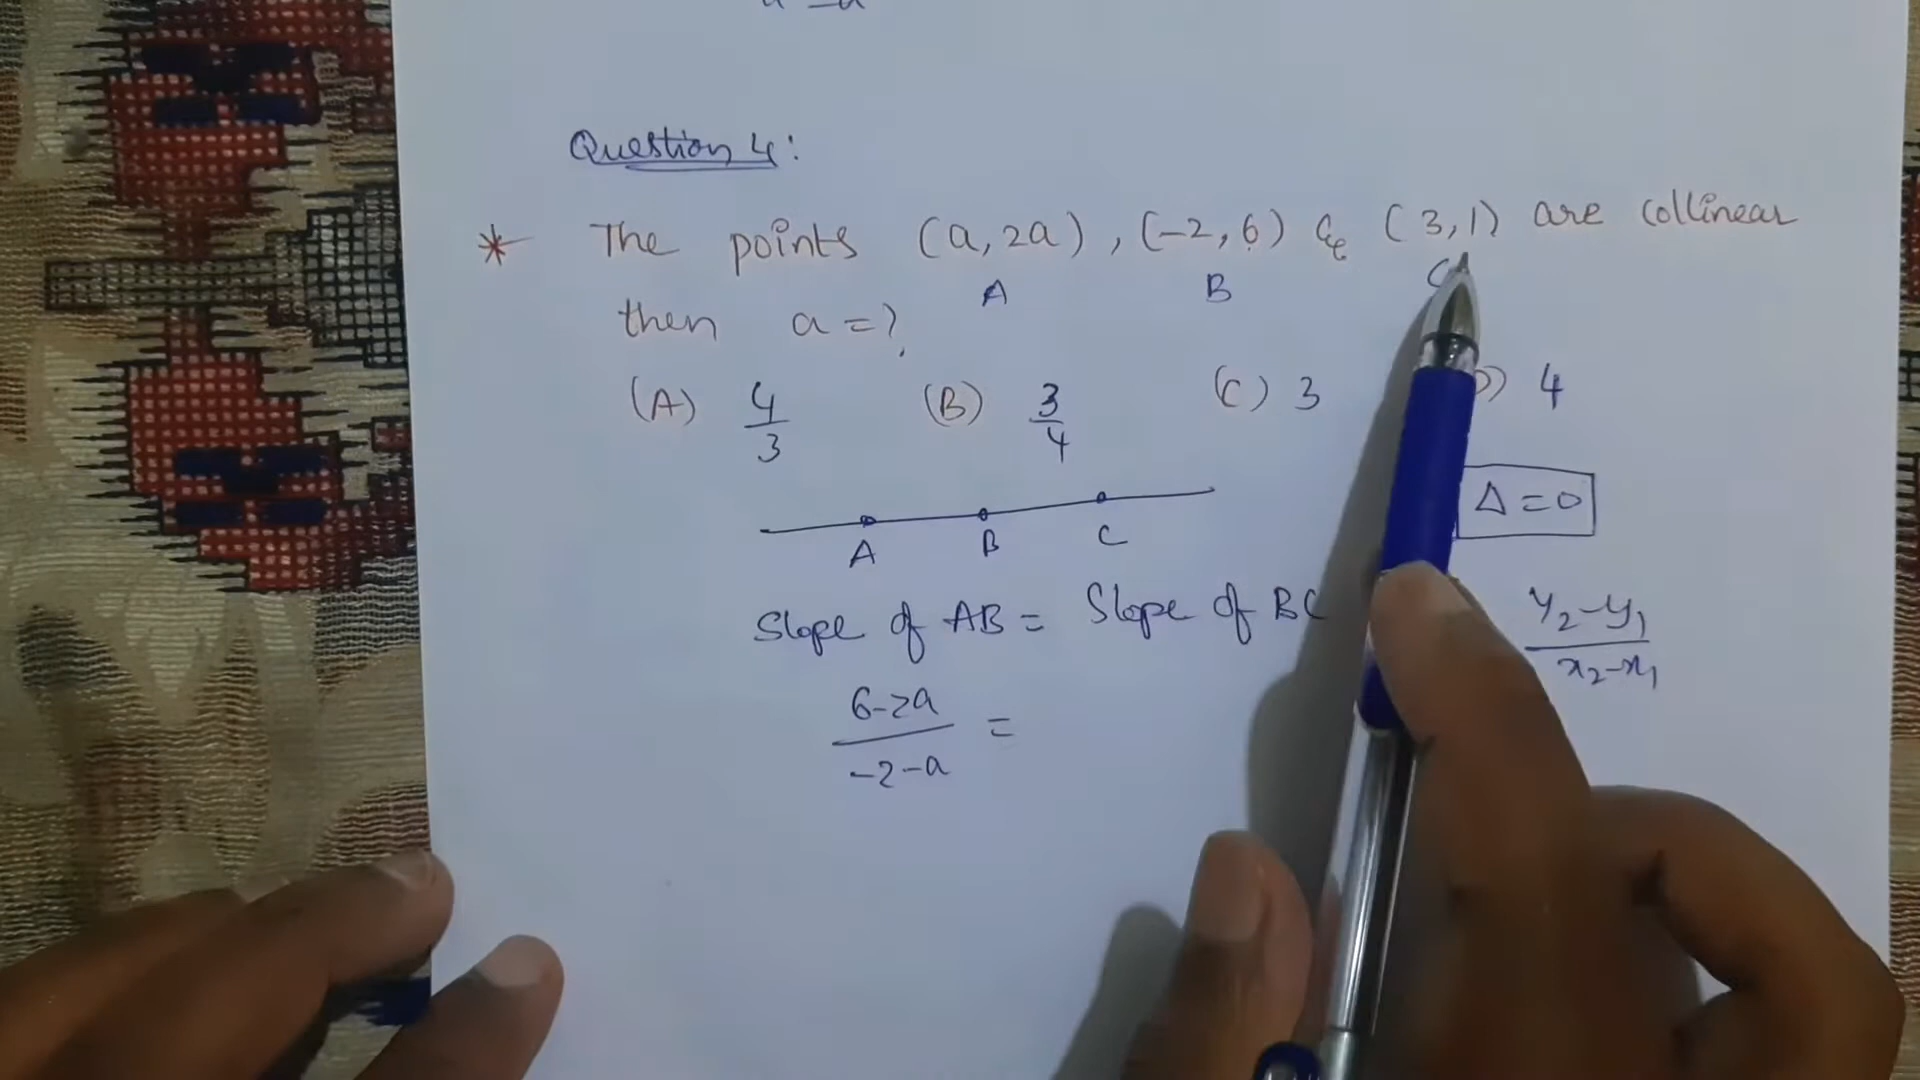 Question 4:
* The points (a, 2a), (-2, 6) & (3, 1) are collinear
A B C
then a = ?
(A) 4/3 (B) 3/4 (C) 3 D) 4
A B C
Δ = 0
Slope of AB = Slope of BC
y₂-y₁/x₂-x₁
6-2a/-2-a =